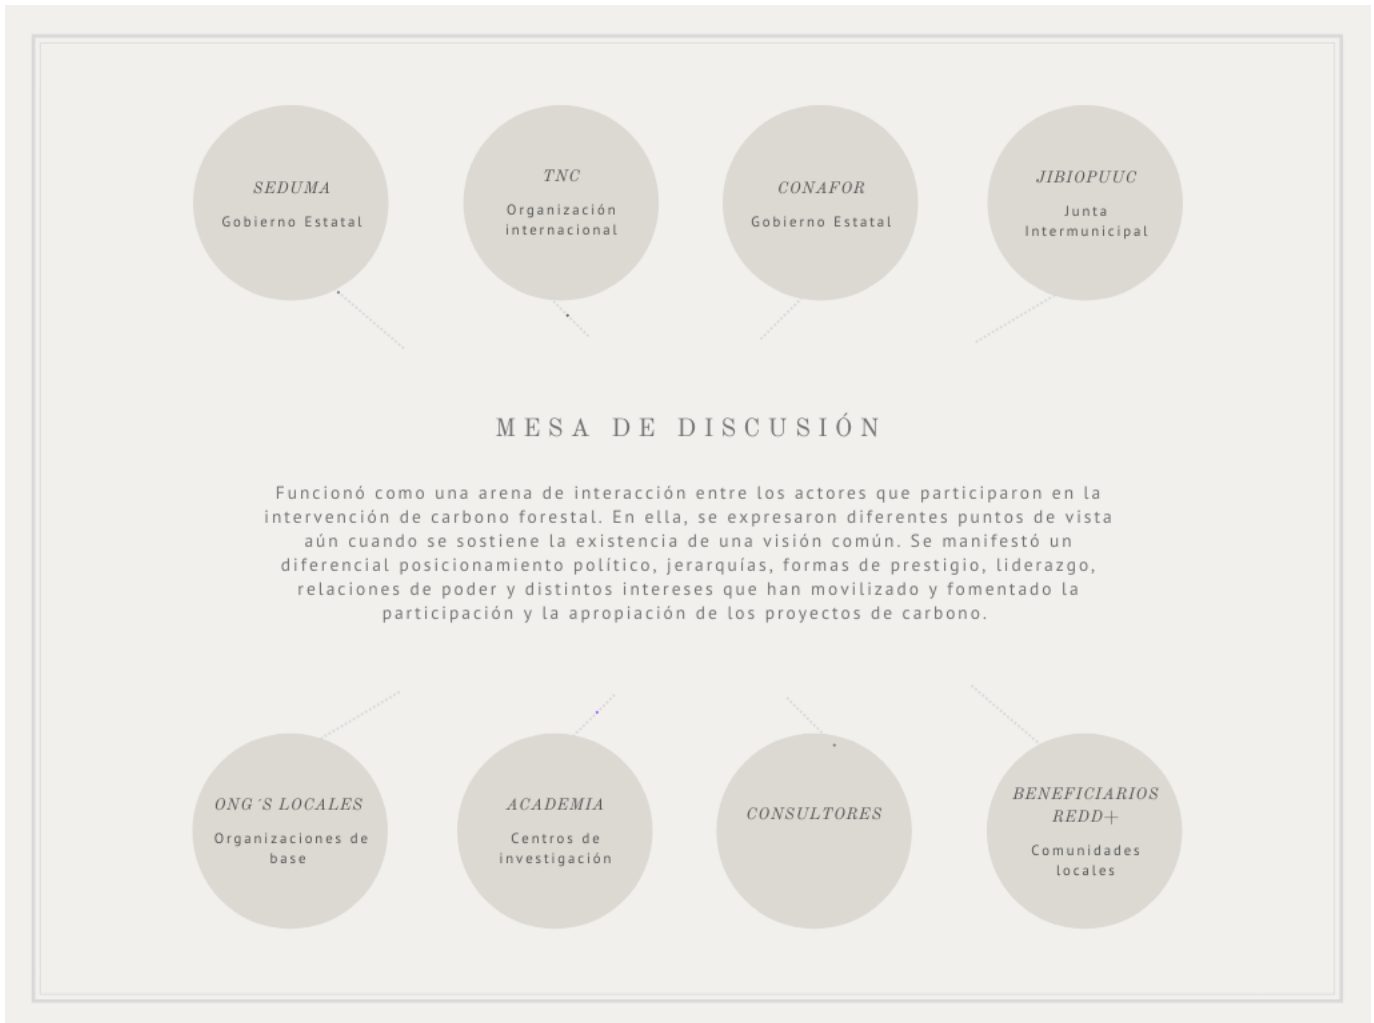 SEDUMA
Gobierno Estatal
TNC
Organización
internacional
CONAFOR
Gobierno Estatal
JIBIOPUUC
Junta
Intermunicipal
MESA DE DISCUSIÓN
Funcionó como una arena de interacción entre los actores que participaron en la
intervención de carbono forestal. En ella, se expresaron diferentes puntos de vista
aún cuando se sostiene la existencia de una visión común. Se manifestó un
diferencial posicionamiento político, jerarquías, formas de prestigio, liderazgo,
relaciones de poder y distintos intereses que han movilizado y fomentado la
participación y la apropiación de los proyectos de carbono.
ONG´S LOCALES
Organizaciones de
base
ACADEMIA
Centros de
investigación
CONSULTORES
BENEFICIARIOS
REDD+
Comunidades
locales